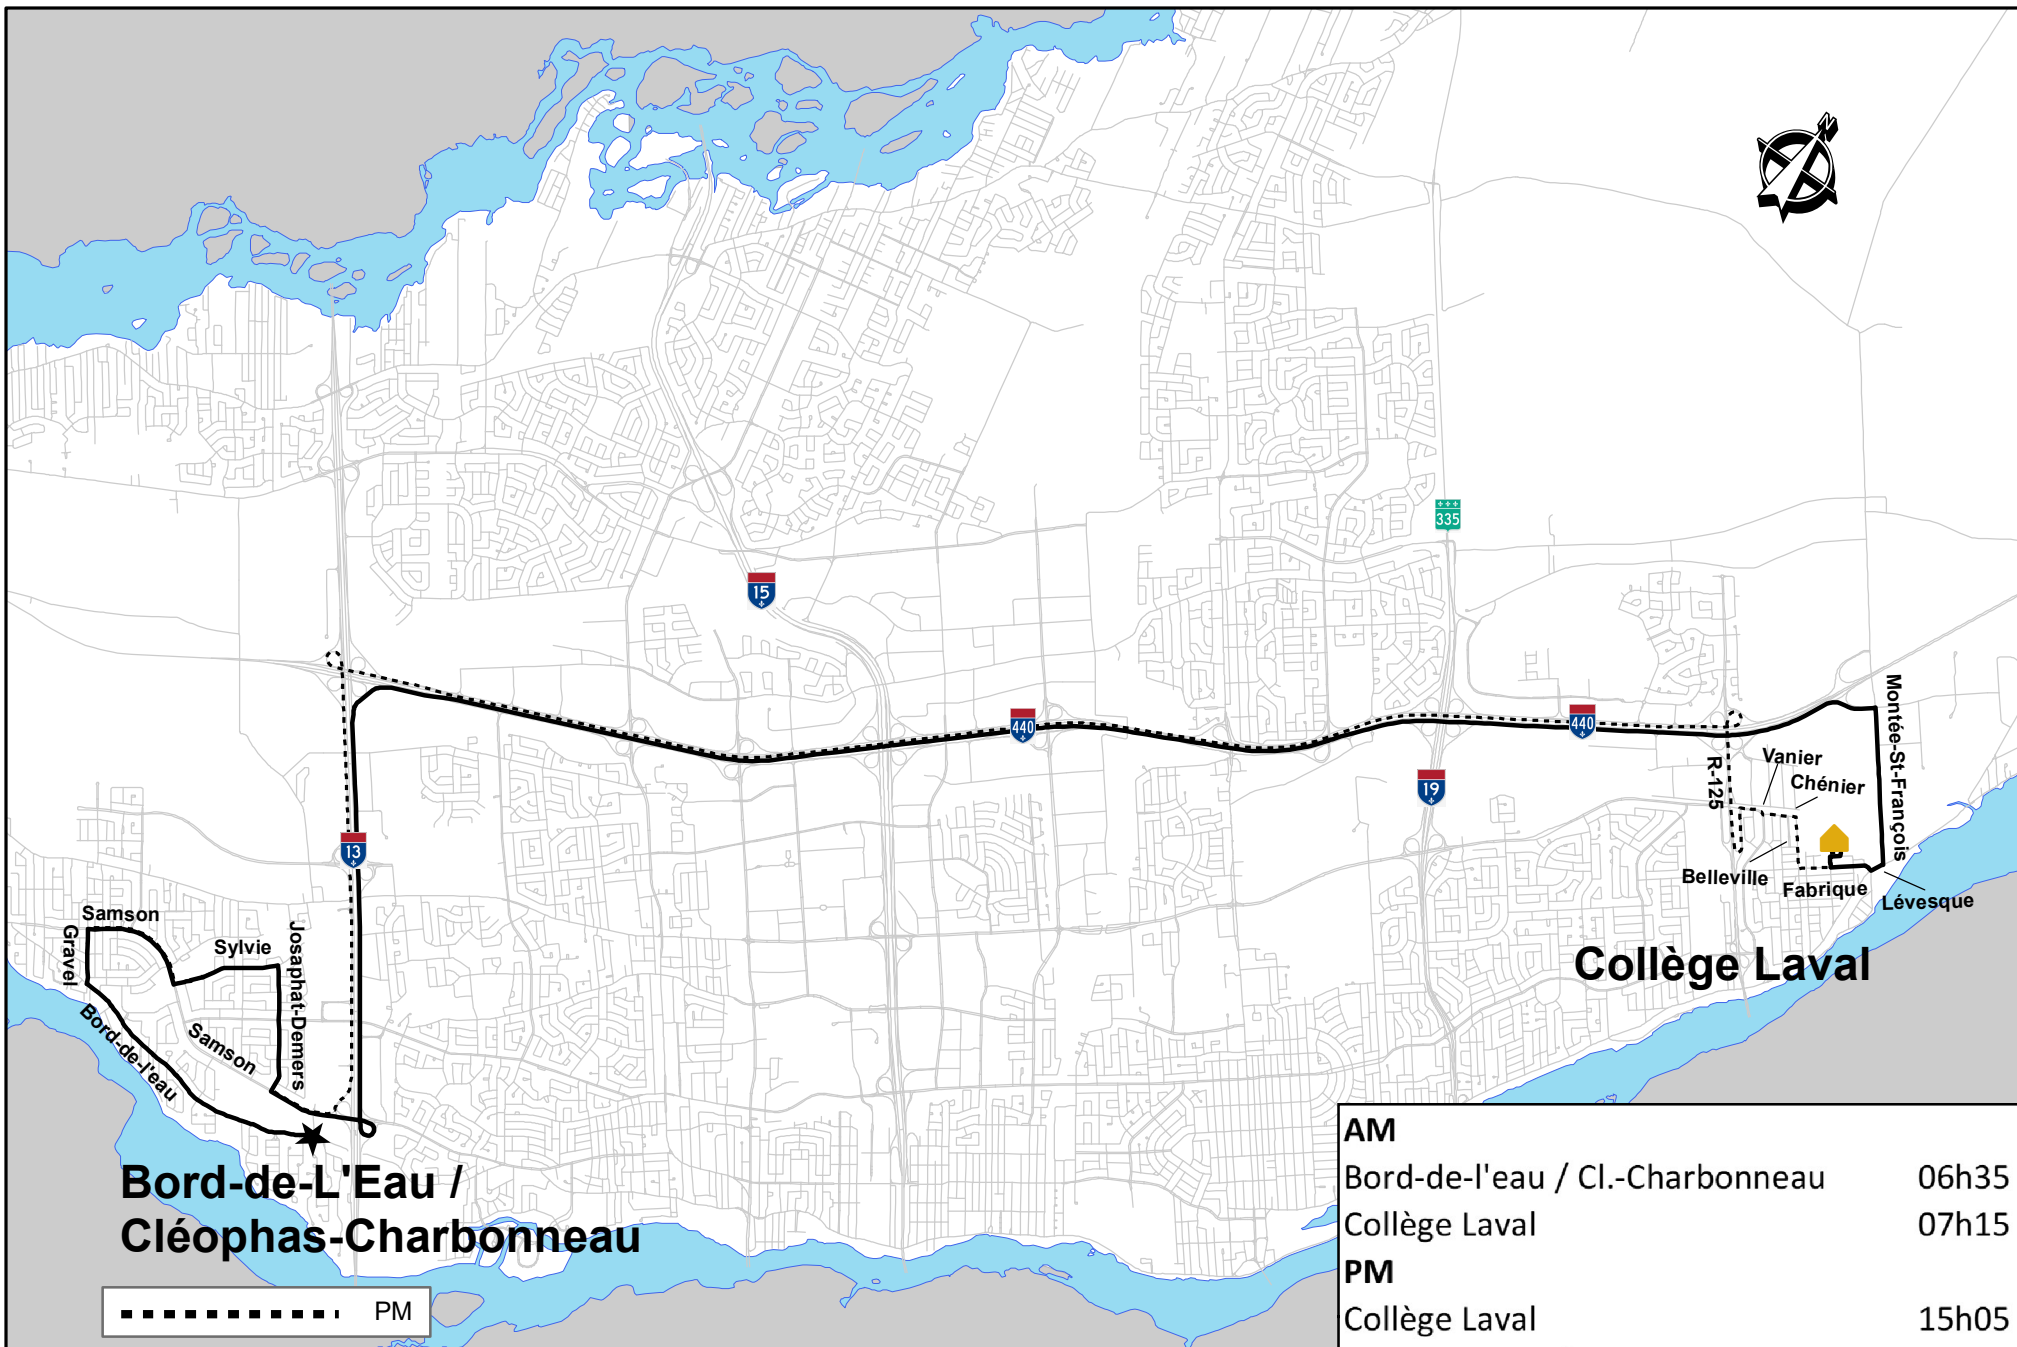 N
335
15
440
440
19
13
Montée-St-François
R-125
Vanier
Chénier
Belleville
Fabrique
Lévesque
Collège Laval
Samson
Gravel
Sylvie
Josaphat-Demers
Bord-de-l'eau
Samson
Bord-de-L'Eau /
Cléophas-Charbonneau
PM
AM
Bord-de-l'eau / Cl.-Charbonneau 06h35
Collège Laval 07h15
PM
Collège Laval 15h05